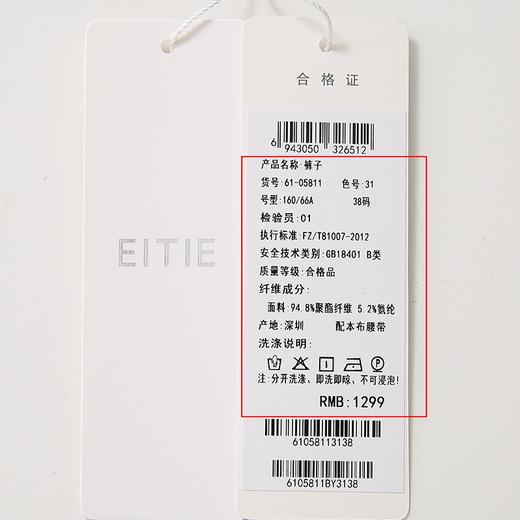 EITIE
合格证
6 943050 326512
产品名称:裤子
货号:61-05811 色号:31
号型:160/66A 38码
检验员:01
执行标准:FZ/T81007-2012
安全技术类别:GB18401 B类
质量等级:合格品
纤维成分:
面料:94.8%聚酯纤维 5.2%氨纶
产地:深圳 配本布腰带
洗涤说明:
注:分开洗涤、即洗即晾、不可浸泡!
RMB:1299
61058113138
6105811BY3138